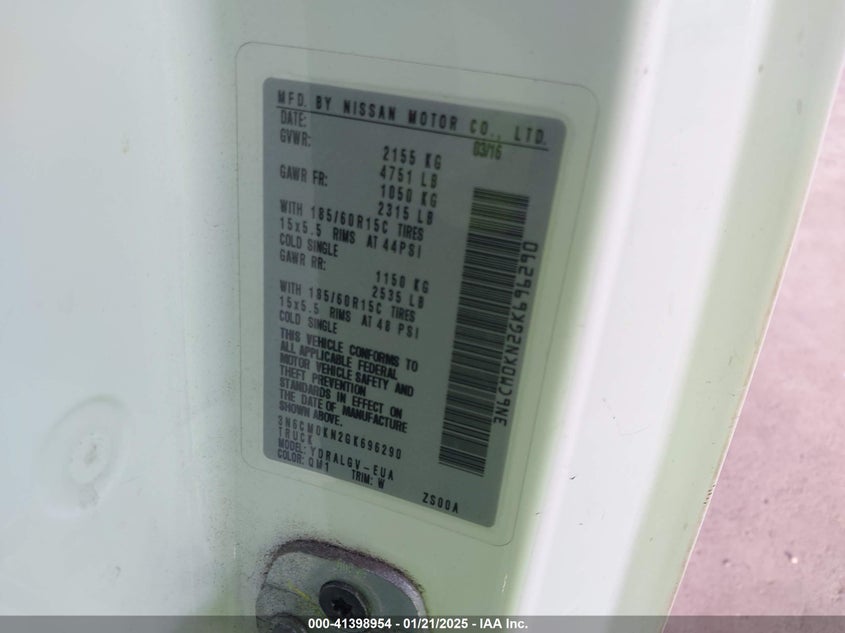 MFD. BY NISSAN MOTOR CO., LTD.
DATE: 03/16
GVWR: 2155 KG
4751 LB
GAWR FR: 1050 KG
2315 LB
WITH 185/60R15C TIRES
15x5.5 RIMS AT 44PSI
COLD SINGLE
GAWR RR: 1150 KG
2535 LB
WITH 185/60R15C TIRES
15x5.5 RIMS AT 48 PSI
COLD SINGLE
THIS VEHICLE CONFORMS TO
ALL APPLICABLE FEDERAL
MOTOR VEHICLE SAFETY AND
THEFT PREVENTION
STANDARDS IN EFFECT ON
THE DATE OF MANUFACTURE
SHOWN ABOVE.
3N6CM0KN2GK696290
TRUCK
MODEL: YDRALGV-EUA
COLOR: QM1 TRIM: W
ZS00A
3N6CM0KN2GK696290
000-41398954 — 01/21/2025 — IAA Inc.